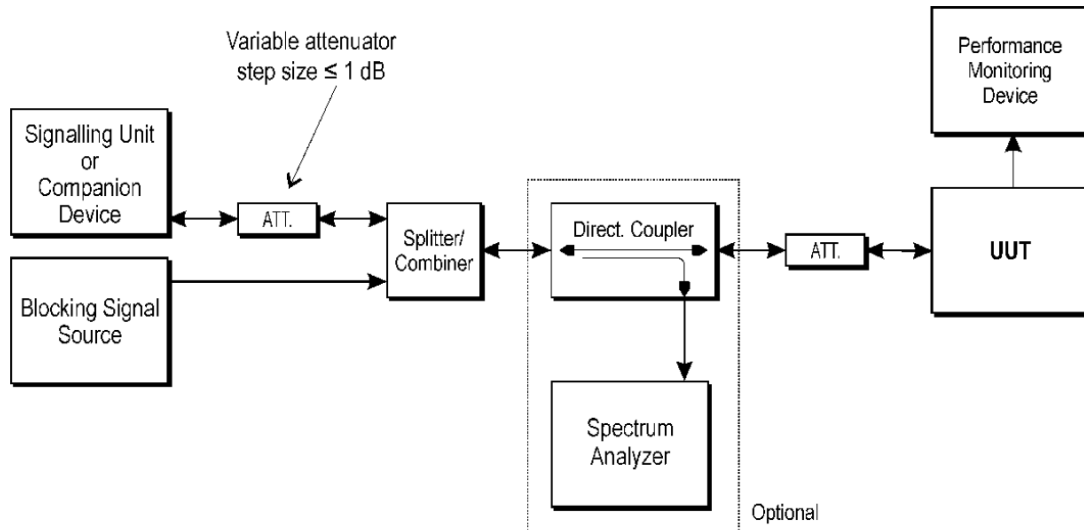 Variable attenuator
step size ≤ 1 dB
Performance
Monitoring
Device
Signalling Unit
or
Companion
Device
ATT.
Splitter/
Combiner
Direct. Coupler
ATT.
UUT
Blocking Signal
Source
Spectrum
Analyzer
Optional